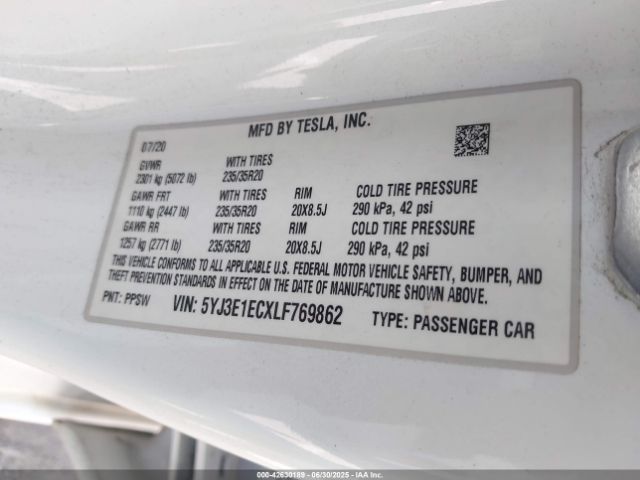 MFD BY TESLA, INC.
07/20
GVWR WITH TIRES
2301 kg (5072 lb) 235/35R20
GAWR FRT WITH TIRES RIM COLD TIRE PRESSURE
1110 kg (2447 lb) 235/35R20 20X8.5J 290 kPa, 42 psi
GAWR RR WITH TIRES RIM COLD TIRE PRESSURE
1257 kg (2771 lb) 235/35R20 20X8.5J 290 kPa, 42 psi
THIS VEHICLE CONFORMS TO ALL APPLICABLE U.S. FEDERAL MOTOR VEHICLE SAFETY, BUMPER, AND
THEFT PREVENTION STANDARDS IN EFFECT ON THE DATE OF MANUFACTURE SHOWN ABOVE.
PNT: PPSW VIN: 5YJ3E1ECXLF769862 TYPE: PASSENGER CAR
000-42630189 - 06/30/2025 - IAAI.COM